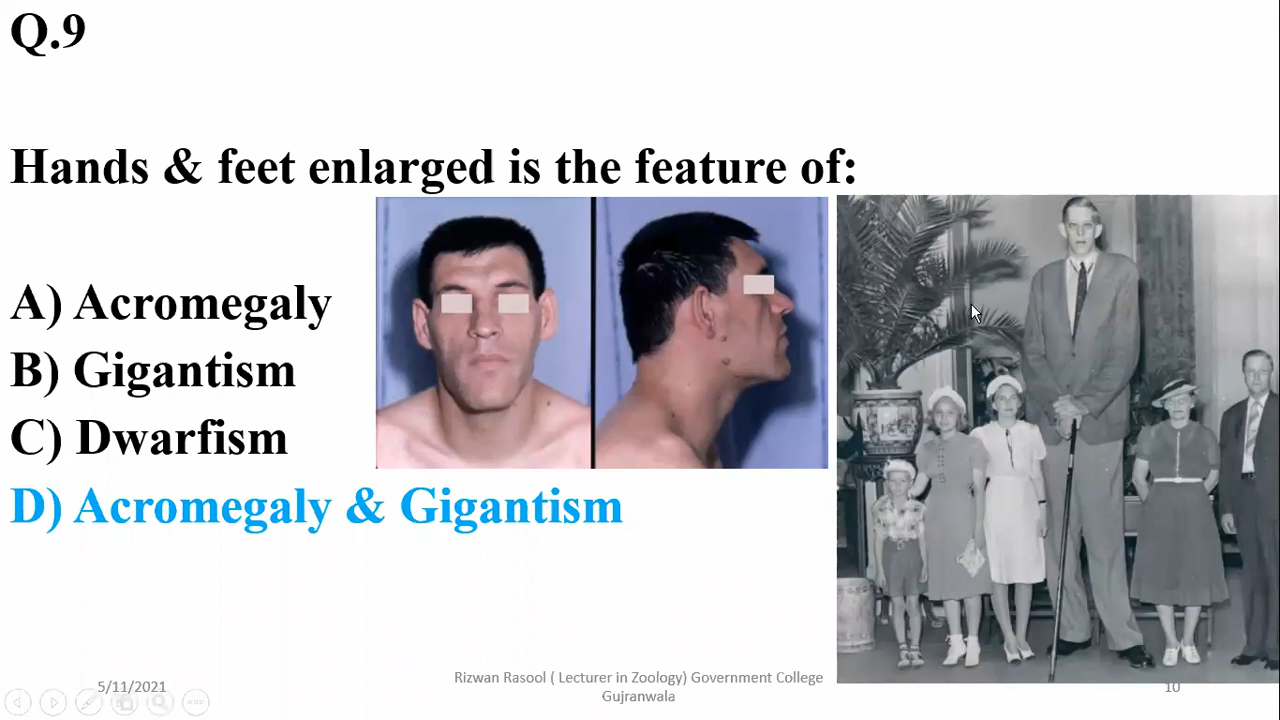 Q.9
Hands & feet enlarged is the feature of:
A) Acromegaly
B) Gigantism
C) Dwarfism
D) Acromegaly & Gigantism
5/11/2021
Rizwan Rasool ( Lecturer in Zoology) Government College
Gujranwala
10